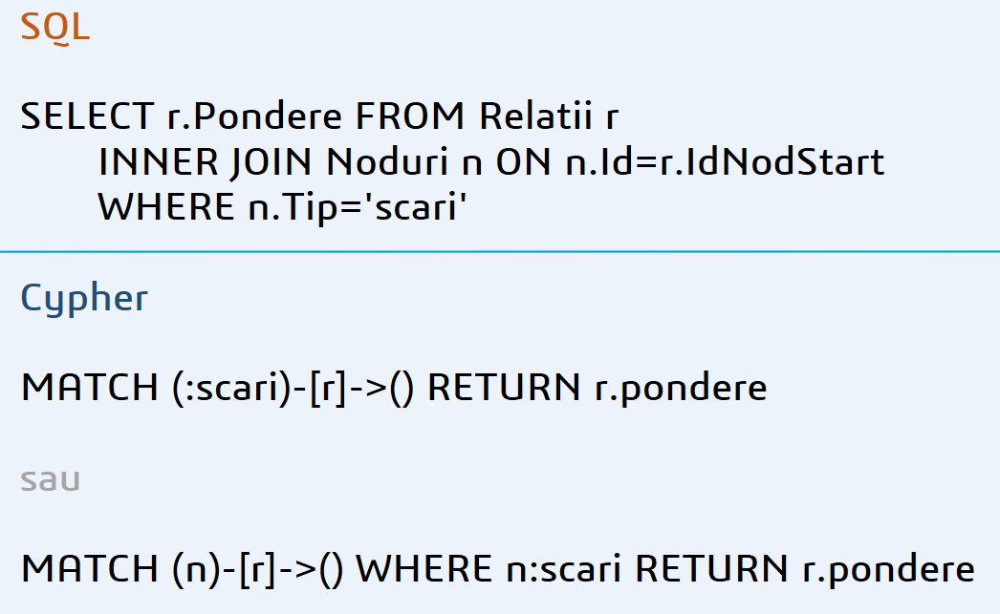 SQL
SELECT r.Pondere FROM Relatii r
INNER JOIN Noduri n ON n.Id=r.IdNodStart
WHERE n.Tip='scari'
Cypher
MATCH (:scari)-[r]->() RETURN r.pondere
sau
MATCH (n)-[r]->() WHERE n:scari RETURN r.pondere